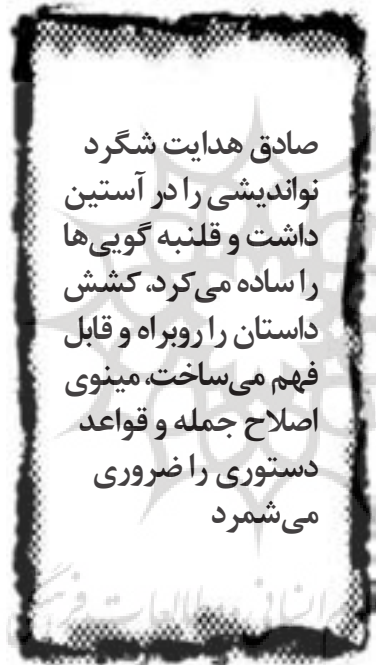 صادق هدایت شگرد
نواندیشی را در آستین
داشت و قلنبه گویی‌ها
را ساده می‌کرد، کشش
داستان را روبراه و قابل
فهم می‌ساخت، مینوی
اصلاح جمله و قواعد
دستوری را ضروری
می‌شمرد